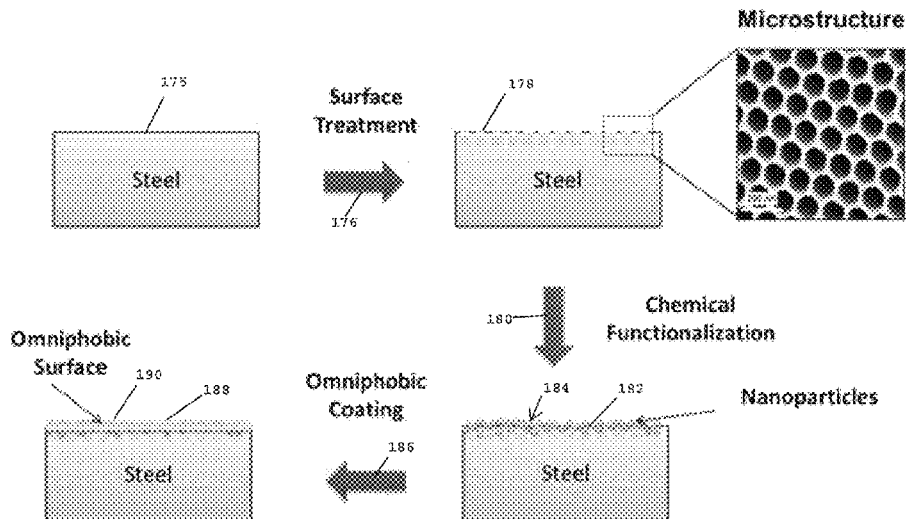 Microstructure
175
Surface
Treatment
178
Steel
176
Steel
180
Chemical
Functionalization
Omniphobic
Surface
190
188
Omniphobic
Coating
184
182
Nanoparticles
Steel
186
Steel